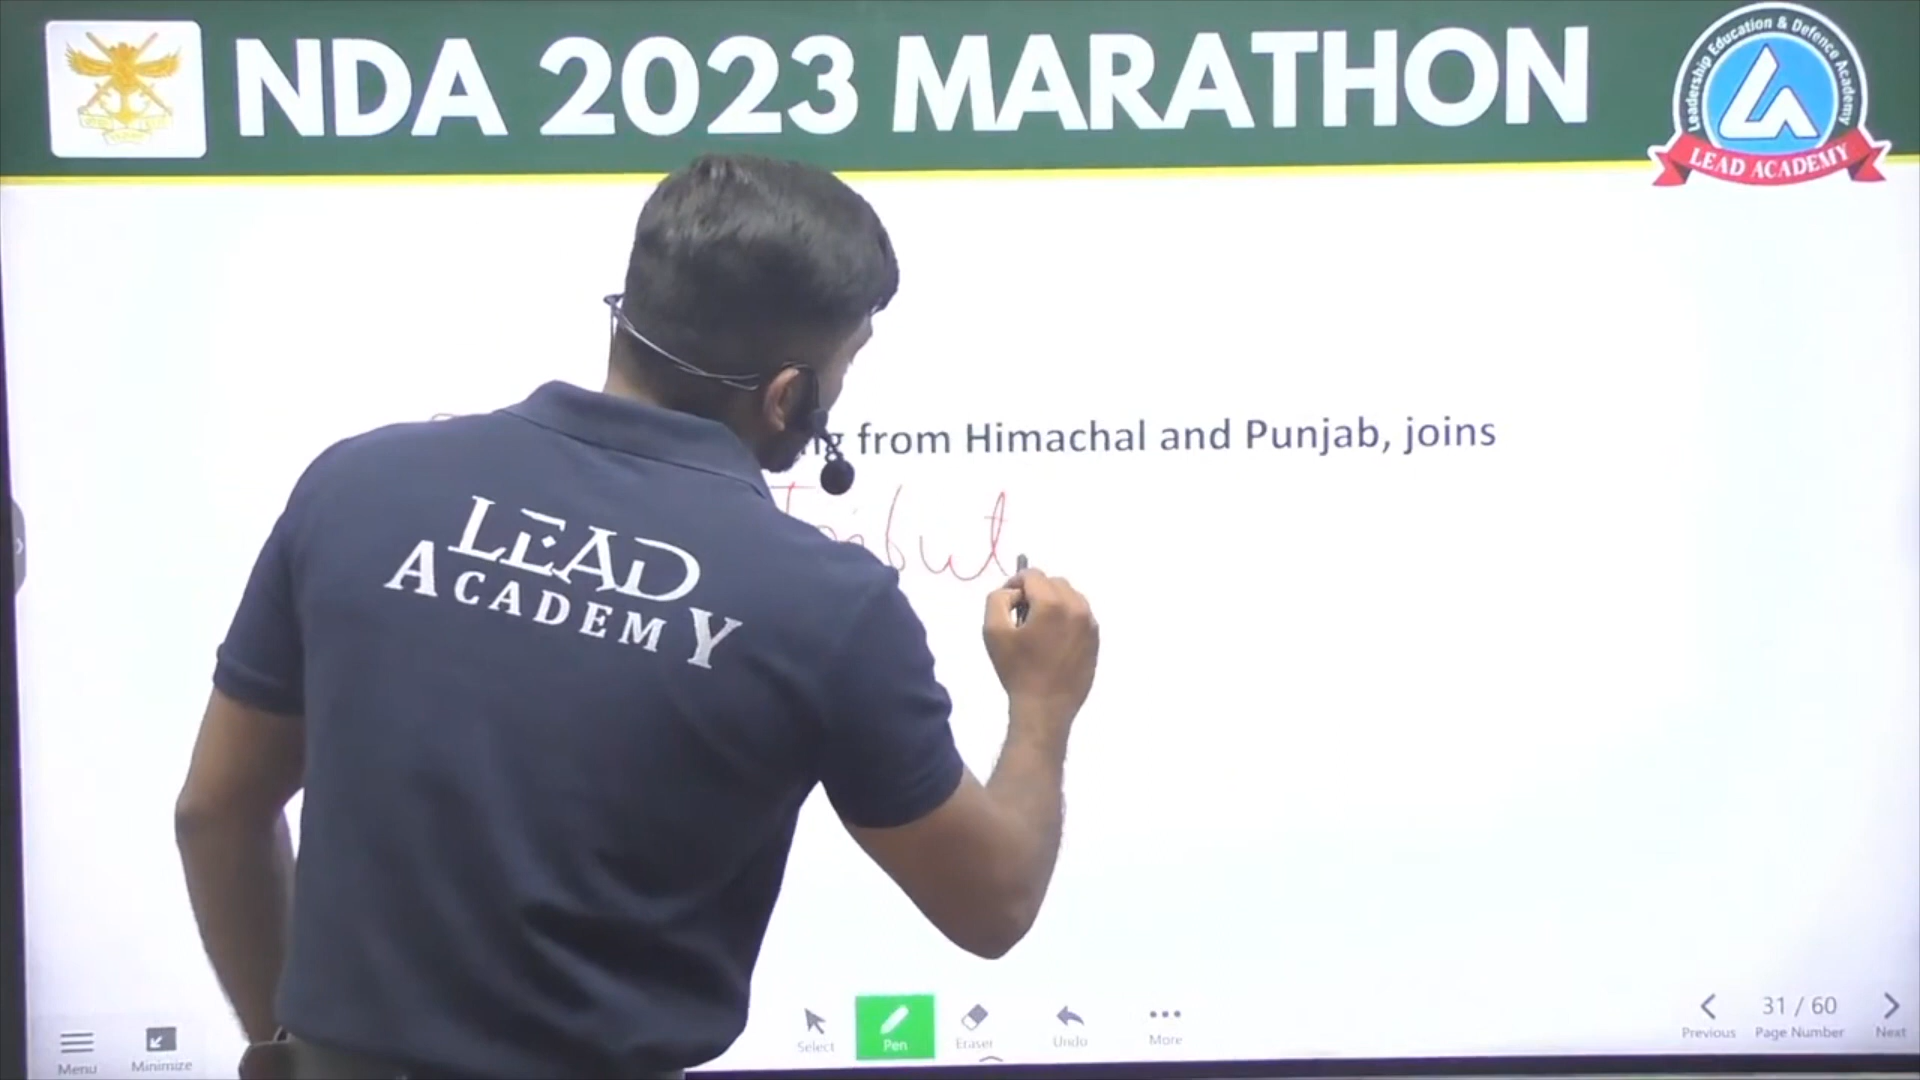 NDA 2023 MARATHON
Leadership Education & Defence Academy
LEAD ACADEMY
from Himachal and Punjab, joins
LEAD
ACADEMY
Select
Pen
Eraser
Undo
More
Menu
Minimize
Previous
31 / 60
Page Number
Next